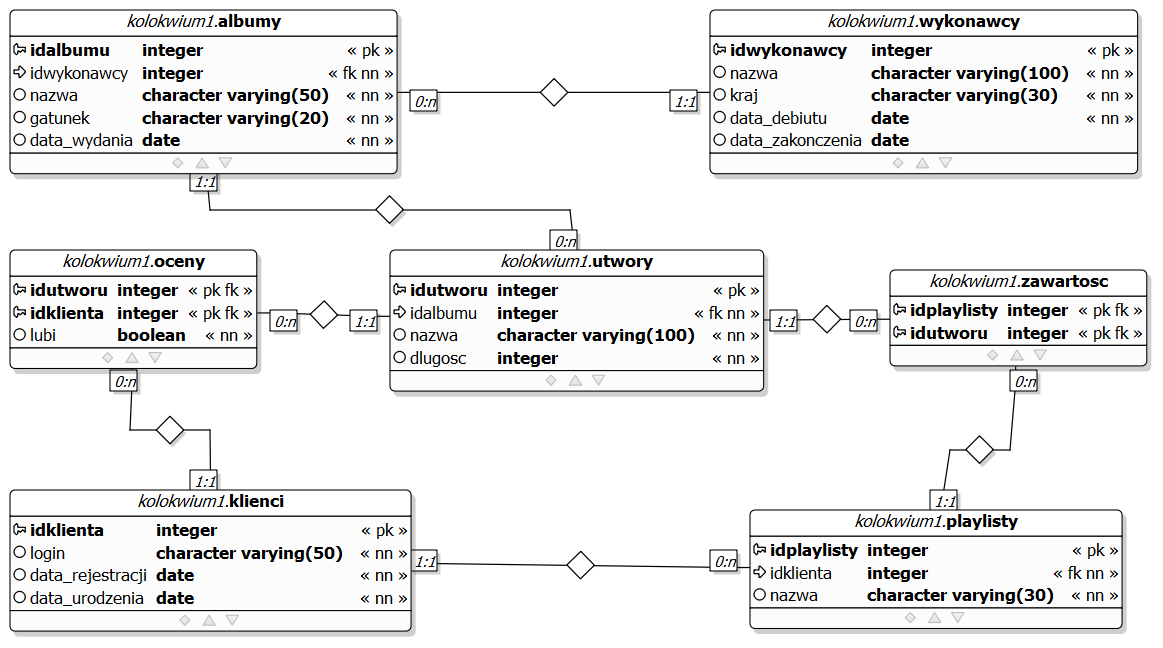 kolokwium1.albumy
idalbumu integer « pk »
idwykonawcy integer « fk nn »
nazwa character varying(50) « nn »
gatunek character varying(20) « nn »
data_wydania date « nn »
kolokwium1.wykonawcy
idwykonawcy integer « pk »
nazwa character varying(100) « nn »
kraj character varying(30) « nn »
data_debiutu date « nn »
data_zakonczenia date
0:n
1:1
1:1
0:n
kolokwium1.oceny
idutworu integer « pk fk »
idklienta integer « pk fk »
lubi boolean « nn »
0:n
1:1
kolokwium1.utwory
idutworu integer « pk »
idalbumu integer « fk nn »
nazwa character varying(100) « nn »
dlugosc integer « nn »
1:1
0:n
kolokwium1.zawartosc
idplaylisty integer « pk fk »
idutworu integer « pk fk »
0:n
1:1
0:n
1:1
kolokwium1.klienci
idklienta integer « pk »
login character varying(50) « nn »
data_rejestracji date « nn »
data_urodzenia date « nn »
1:1
0:n
kolokwium1.playlisty
idplaylisty integer « pk »
idklienta integer « fk nn »
nazwa character varying(30) « nn »